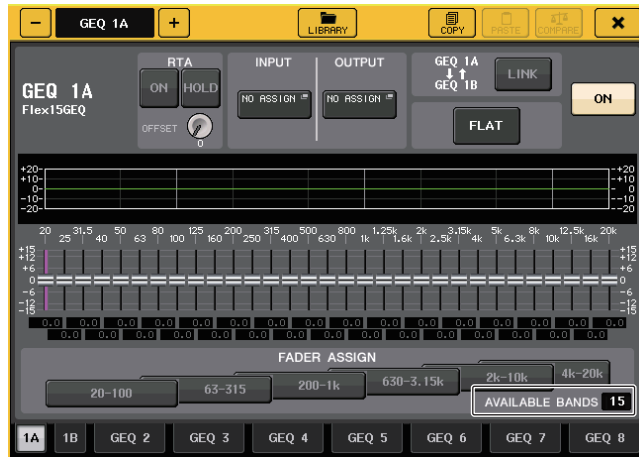 GEQ 1A
LIBRARY
COPY
PASTE
COMPARE
GEQ 1A
Flex15GEQ
RTA
ON
HOLD
OFFSET
0
INPUT
NO ASSIGN
OUTPUT
NO ASSIGN
GEQ 1A
GEQ 1B
LINK
FLAT
ON
+20 +20
+10 +10
0 0
-10 -10
-20 -20
20 31.5 50 80 125 200 315 500 800 1.25k 2k 3.15k 5k 8k 12.5k 20k
25 40 63 100 160 250 400 630 1k 1.6k 2.5k 4k 6.3k 10k 16k
+15 +15
+12 +12
+6 +6
0 0
-6 -6
-12 -12
-15 -15
0.0 0.0 0.0 0.0 0.0 0.0 0.0 0.0 0.0 0.0 0.0 0.0 0.0 0.0 0.0 0.0
0.0 0.0 0.0 0.0 0.0 0.0 0.0 0.0 0.0 0.0 0.0 0.0 0.0 0.0 0.0
FADER ASSIGN
20-100
63-315
200-1k
630-3.15k
2k-10k
4k-20k
AVAILABLE BANDS 15
1A 1B GEQ 2 GEQ 3 GEQ 4 GEQ 5 GEQ 6 GEQ 7 GEQ 8